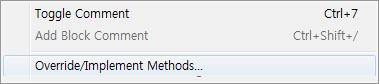 Toggle Comment Ctrl+7
Add Block Comment Ctrl+Shift+/
Override/Implement Methods...